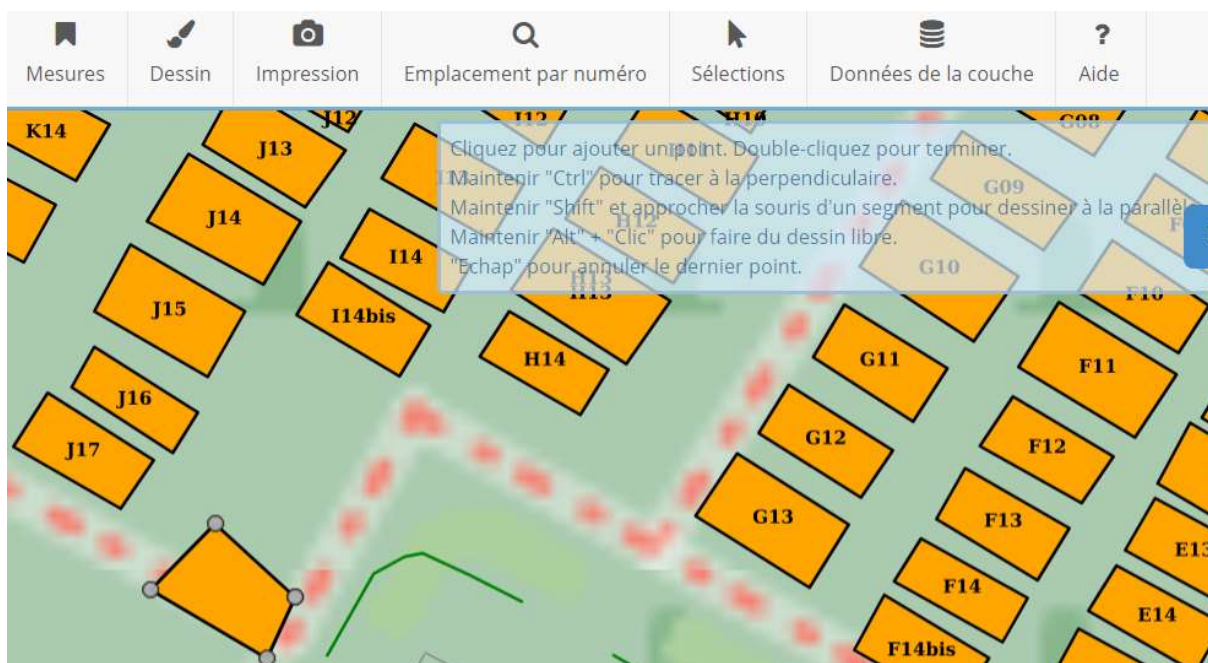 Mesures
Dessin
Impression
Emplacement par numéro
Sélections
Données de la couche
?
Aide
K14
J12
J13
I12
H10
G08
Cliquez pour ajouter un point. Double-cliquez pour terminer.
Maintenir "Ctrl" pour tracer à la perpendiculaire.
Maintenir "Shift" et approcher la souris d'un segment pour dessiner à la parallèle
Maintenir "Alt" + "Clic" pour faire du dessin libre.
"Echap" pour annuler le dernier point.
G09
J14
H12
I14
G10
H13
H13
F10
J15
I14bis
H14
G11
F11
J16
G12
F12
J17
G13
F13
E13
F14
E14
F14bis